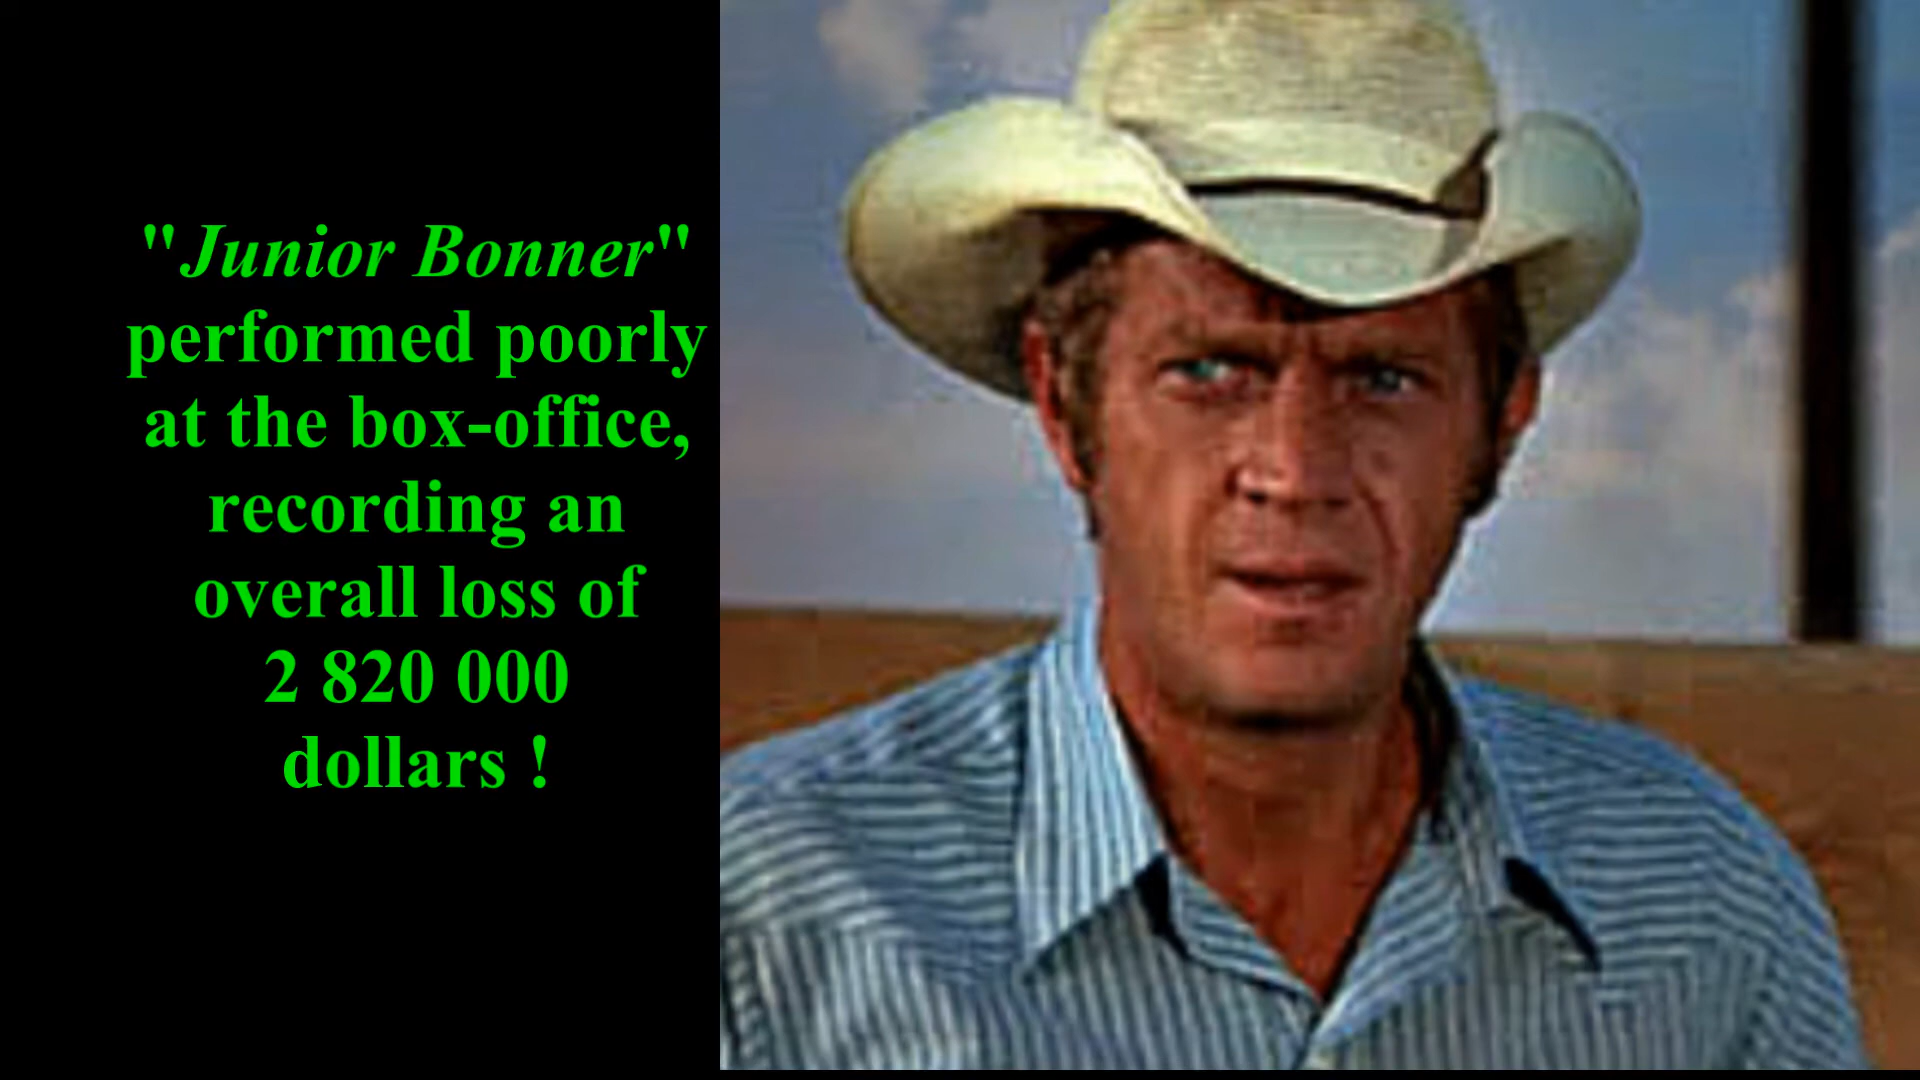 "Junior Bonner"
performed poorly
at the box-office,
recording an
overall loss of
2 820 000
dollars !